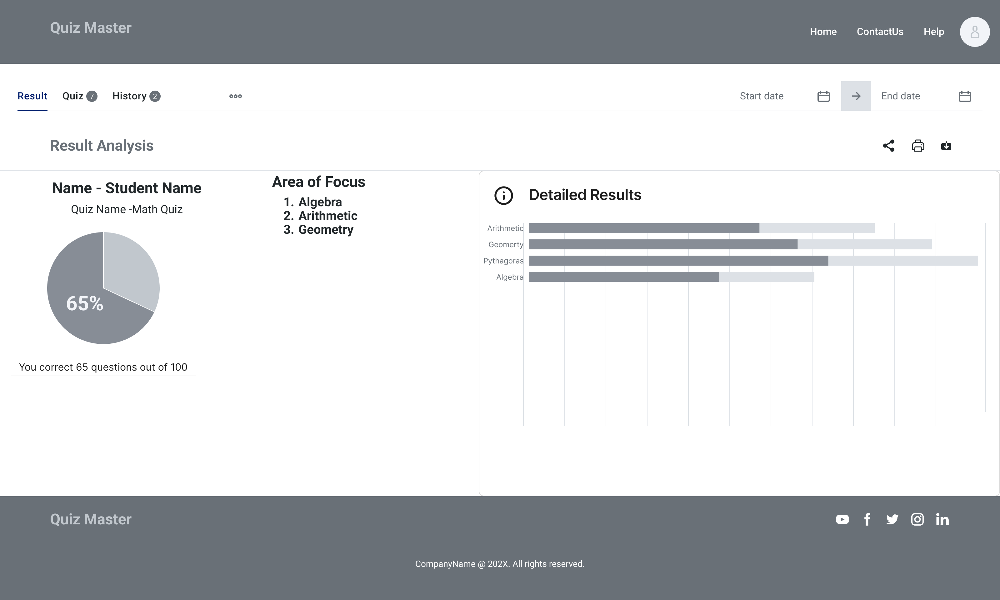 Quiz Master
Home ContactUs Help
Result Quiz 7 History 2
Start date End date
Result Analysis
Name - Student Name
Quiz Name -Math Quiz
65%
You correct 65 questions out of 100
Area of Focus
1. Algebra
2. Arithmetic
3. Geometry
Detailed Results
Arithmetic
Geomerty
Pythagoras
Algebra
Quiz Master
CompanyName @ 202X. All rights reserved.